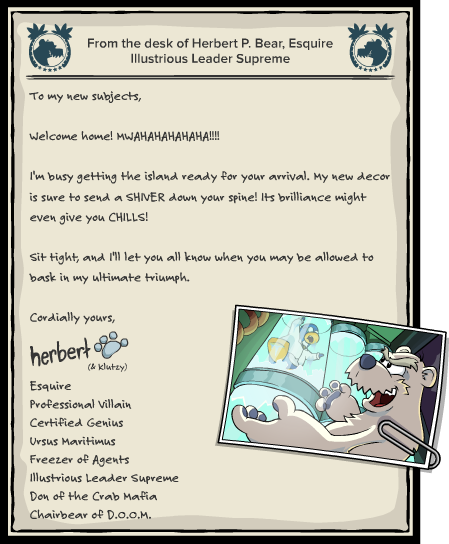 From the desk of Herbert P. Bear, Esquire
Illustrious Leader Supreme
To my new subjects,
Welcome home! MWAHAHAHAHAHA!!!!
I'm busy getting the island ready for your arrival. My new decor
is sure to send a SHIVER down your spine! Its brilliance might
even give you CHILLS!
Sit tight, and I'll let you all know when you may be allowed to
bask in my ultimate triumph.
Cordially yours,
herbert
(& Klutzy)
Esquire
Professional Villain
Certified Genius
Ursus Maritimus
Freezer of Agents
Illustrious Leader Supreme
Don of the Crab Mafia
Chairbear of D.O.O.M.